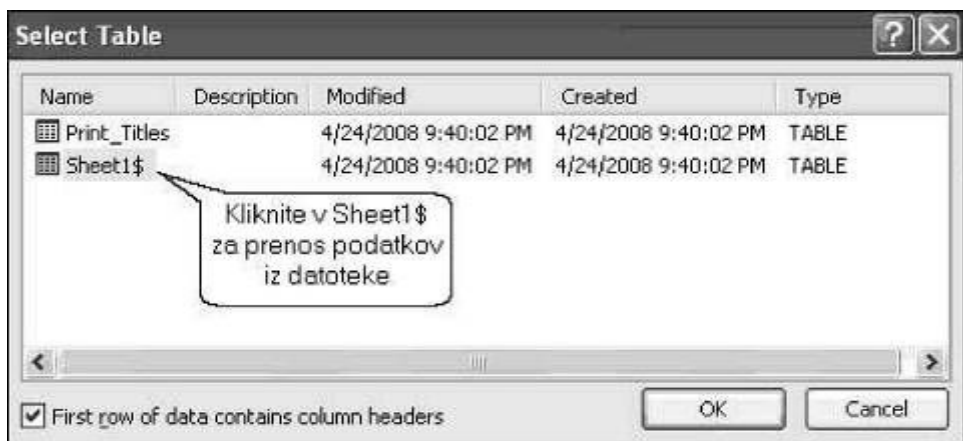 Select Table
Name Description Modified Created Type
Print_Titles 4/24/2008 9:40:02 PM 4/24/2008 9:40:02 PM TABLE
Sheet1$ 4/24/2008 9:40:02 PM 4/24/2008 9:40:02 PM TABLE
Kliknite v Sheet1$
za prenos podatkov
iz datoteke
First row of data contains column headers OK Cancel